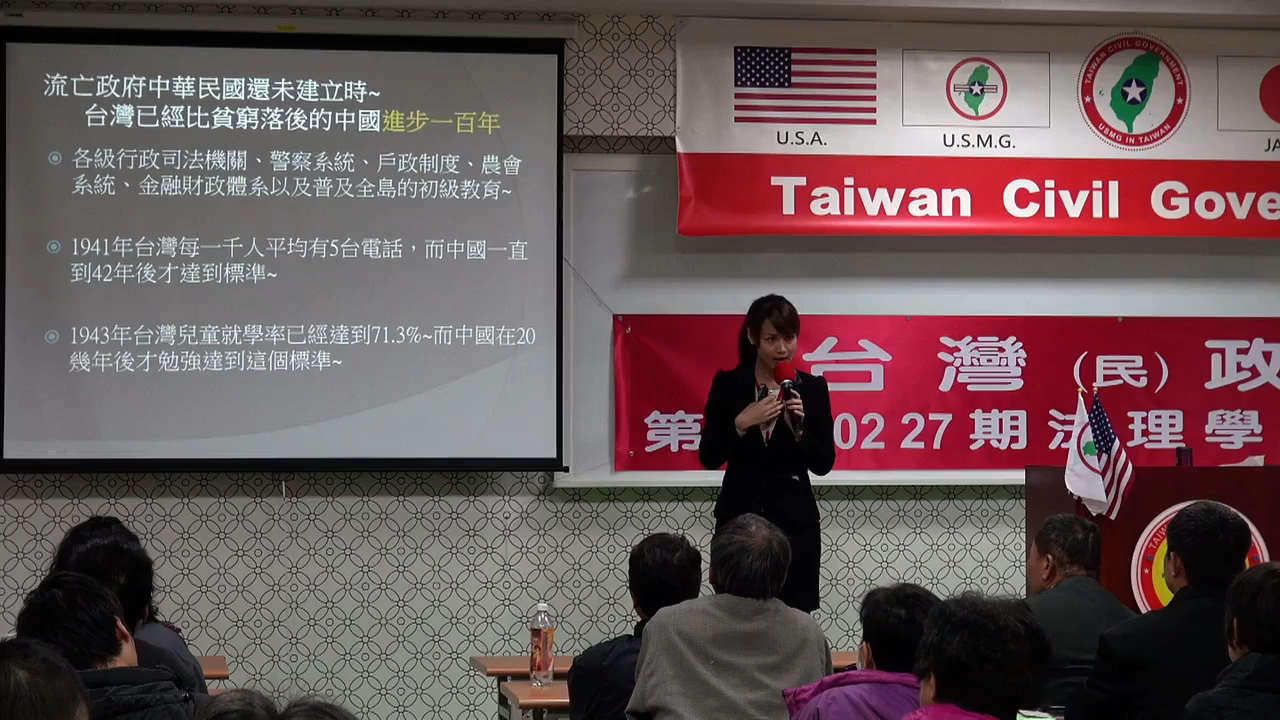 流亡政府中華民國還未建立時~
台灣已經比貧窮落後的中國進步一百年
各級行政司法機關、警察系統、戶政制度、農會
系統、金融財政體系以及普及全島的初級教育~
1941年台灣每一千人平均有5台電話，而中國一直
到42年後才達到標準~
1943年台灣兒童就學率已經達到71.3%~而中國在20
幾年後才勉強達到這個標準~
U.S.A.
U.S.M.G.
TAIWAN CIVIL GOVERNMENT
USMG IN TAIWAN
JA
Taiwan Civil Gove
台灣(民)政
第 02 27期法理學
TAIWA